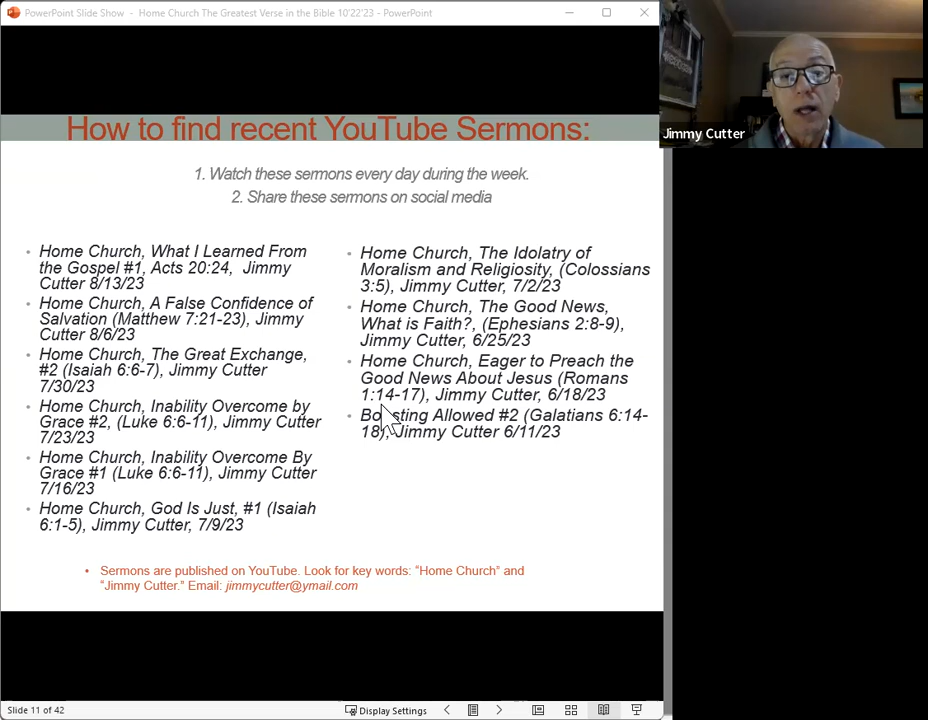 PowerPoint Slide Show - Home Church The Greatest Verse in the Bible 10'22'23 - PowerPoint
Jimmy Cutter
How to find recent YouTube Sermons:
1. Watch these sermons every day during the week.
2. Share these sermons on social media
• Home Church, What I Learned From
the Gospel #1, Acts 20:24, Jimmy
Cutter 8/13/23
• Home Church, A False Confidence of
Salvation (Matthew 7:21-23), Jimmy
Cutter 8/6/23
• Home Church, The Great Exchange,
#2 (Isaiah 6:6-7), Jimmy Cutter
7/30/23
• Home Church, Inability Overcome by
Grace #2, (Luke 6:6-11), Jimmy Cutter
7/23/23
• Home Church, Inability Overcome By
Grace #1 (Luke 6:6-11), Jimmy Cutter
7/16/23
• Home Church, God Is Just, #1 (Isaiah
6:1-5), Jimmy Cutter, 7/9/23
• Home Church, The Idolatry of
Moralism and Religiosity, (Colossians
3:5), Jimmy Cutter, 7/2/23
• Home Church, The Good News,
What is Faith?, (Ephesians 2:8-9),
Jimmy Cutter, 6/25/23
• Home Church, Eager to Preach the
Good News About Jesus (Romans
1:14-17), Jimmy Cutter, 6/18/23
• Boasting Allowed #2 (Galatians 6:14-
18), Jimmy Cutter 6/11/23
• Sermons are published on YouTube. Look for key words: “Home Church” and
“Jimmy Cutter.” Email: jimmycutter@ymail.com
Slide 11 of 42
Display Settings